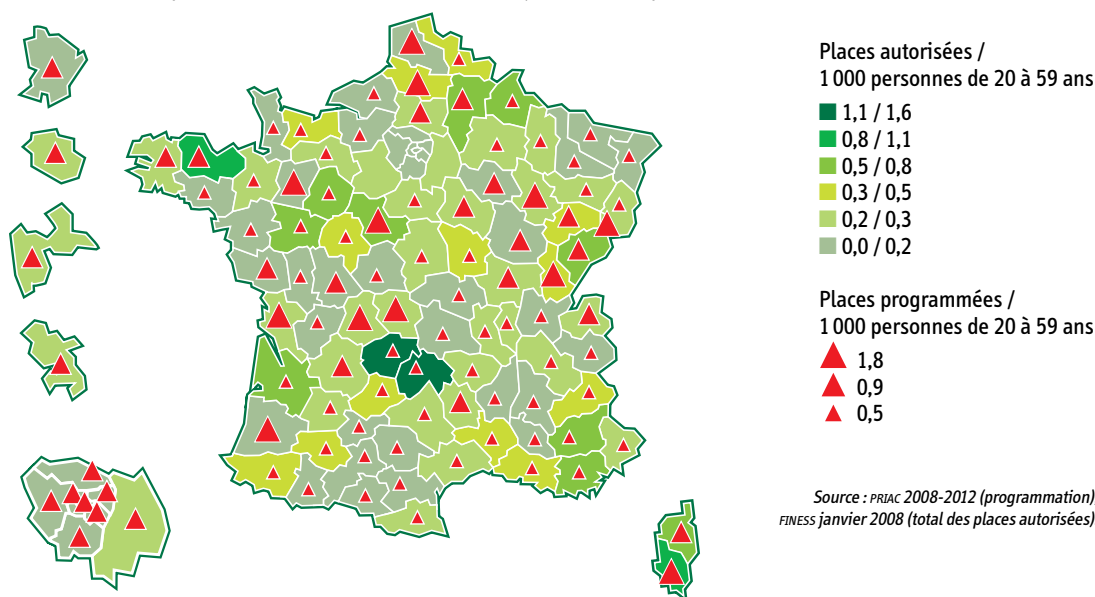 Places autorisées /
1 000 personnes de 20 à 59 ans
1,1 / 1,6
0,8 / 1,1
0,5 / 0,8
0,3 / 0,5
0,2 / 0,3
0,0 / 0,2
Places programmées /
1 000 personnes de 20 à 59 ans
1,8
0,9
0,5
Source : PRIAC 2008-2012 (programmation)
FINESS janvier 2008 (total des places autorisées)